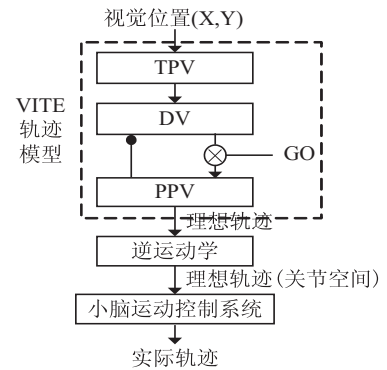 视觉位置(X,Y)
TPV
DV
VITE
轨迹
模型
GO
PPV
理想轨迹
逆运动学
理想轨迹(关节空间)
小脑运动控制系统
实际轨迹